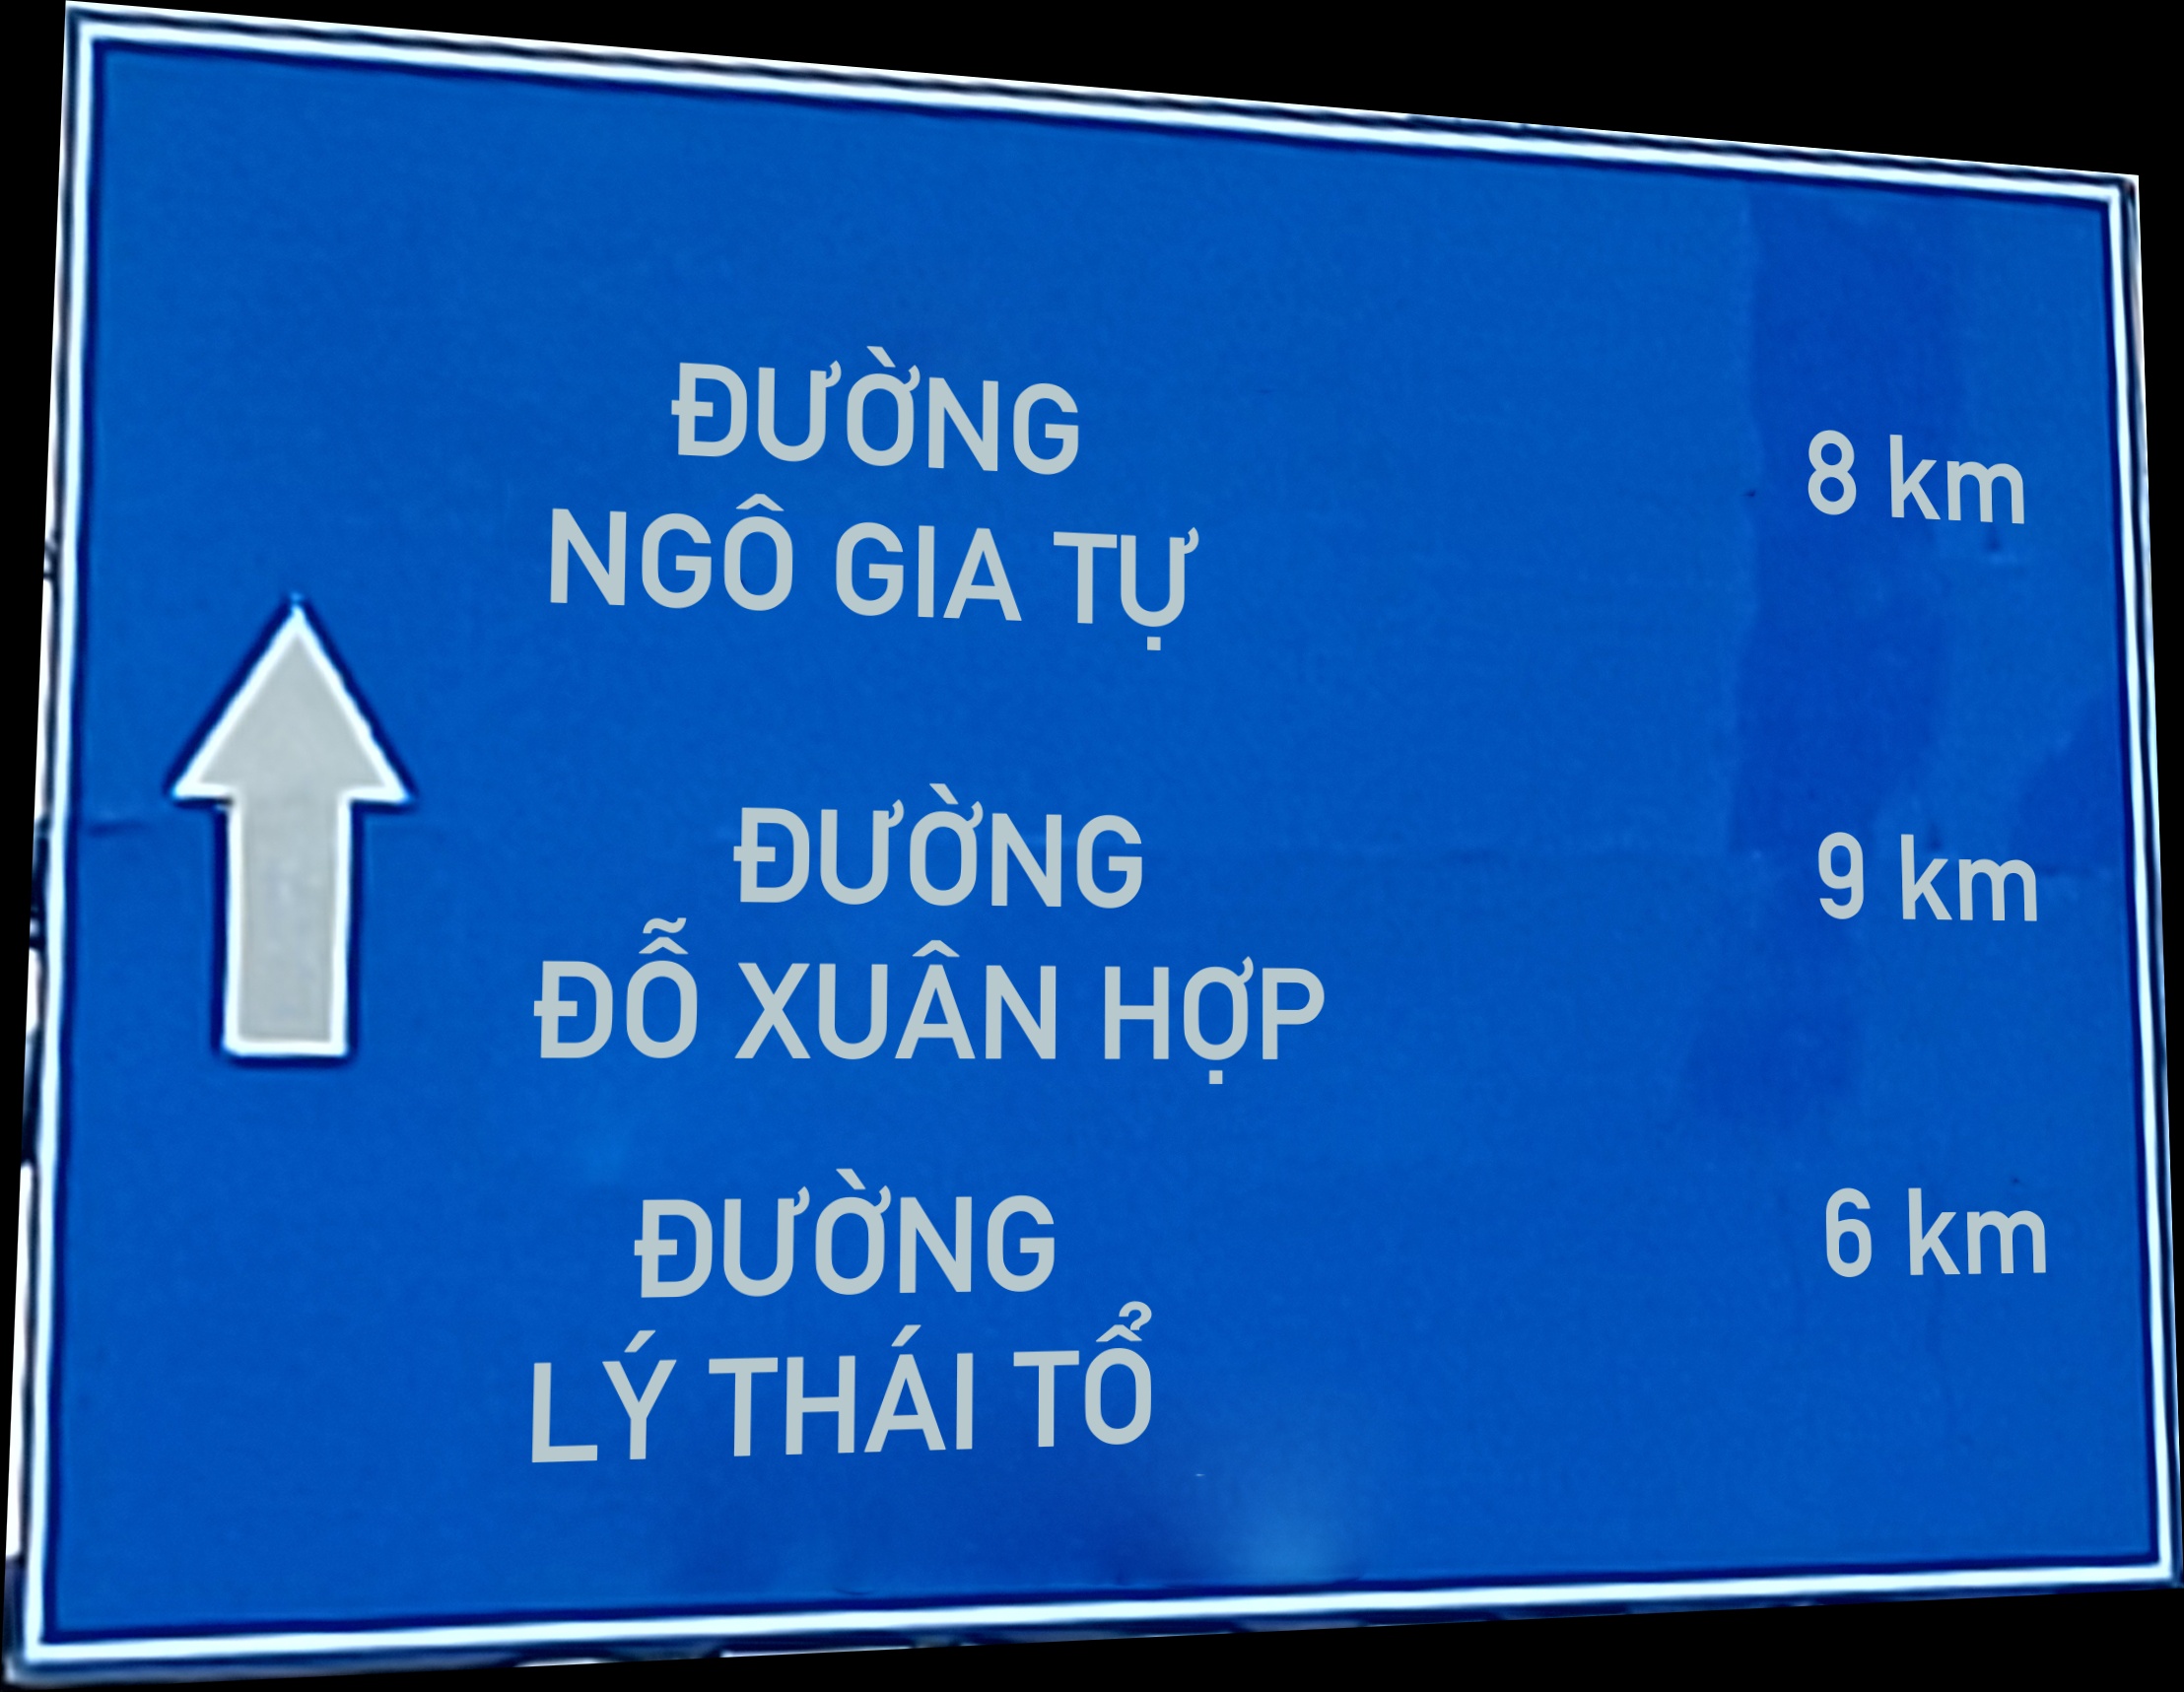 ĐƯỜNG
NGÔ GIA TỰ
8 km
ĐƯỜNG
ĐỖ XUÂN HỢP
9 km
ĐƯỜNG
LÝ THÁI TỔ
6 km